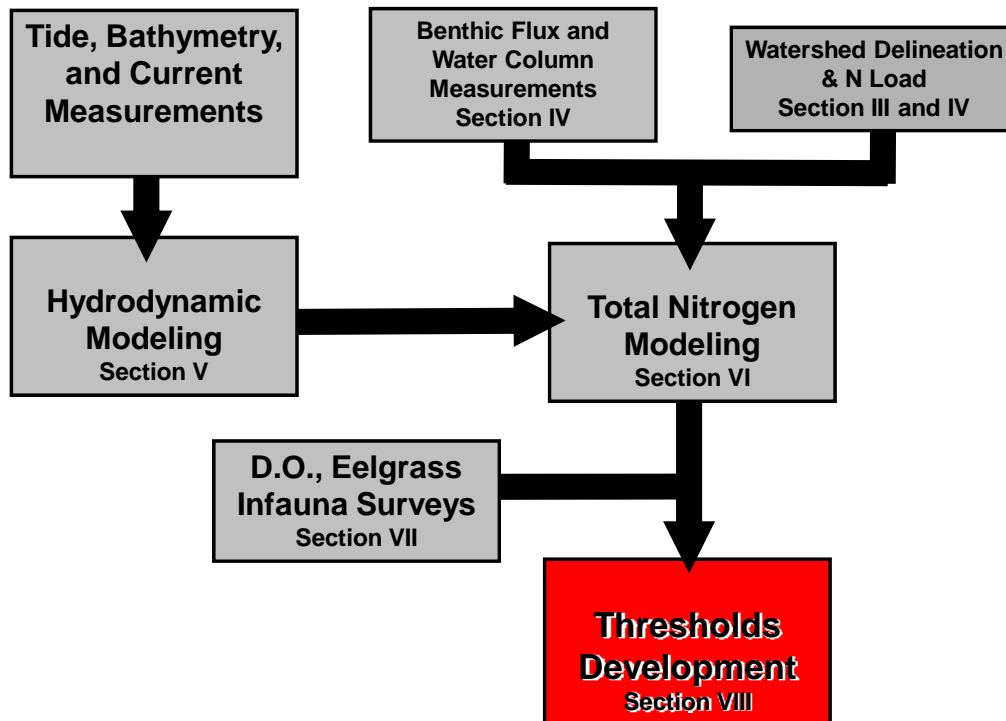 Tide, Bathymetry,
and Current
Measurements
Benthic Flux and
Water Column
Measurements
Section IV
Watershed Delineation
& N Load
Section III and IV
Hydrodynamic
Modeling
Section V
Total Nitrogen
Modeling
Section VI
D.O., Eelgrass
Infauna Surveys
Section VII
Thresholds
Development
Section VIII